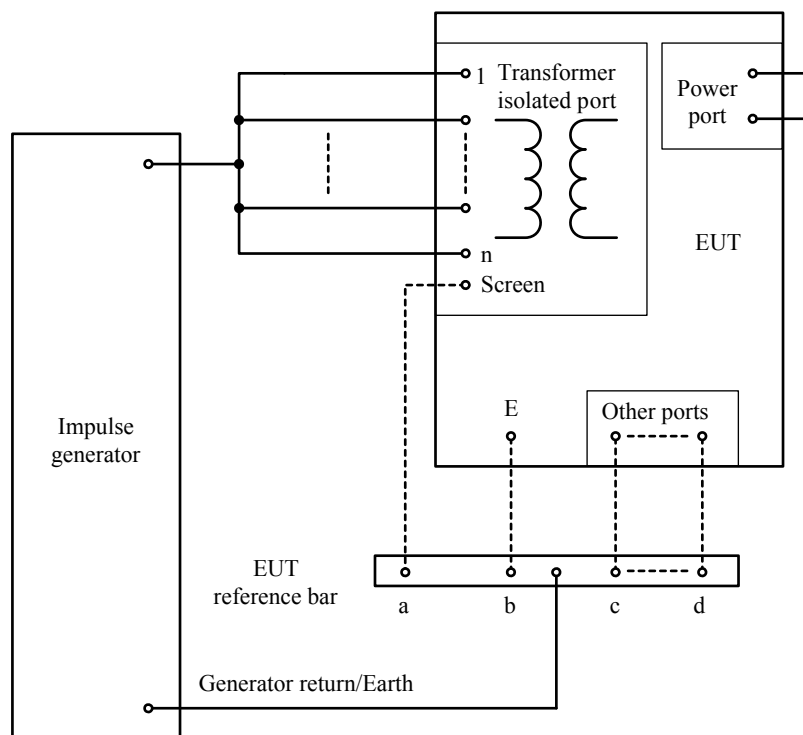 1
Transformer
isolated port
Power
port
EUT
n
Screen
Impulse
generator
E
Other ports
EUT
reference bar
a
b
c
d
Generator return/Earth